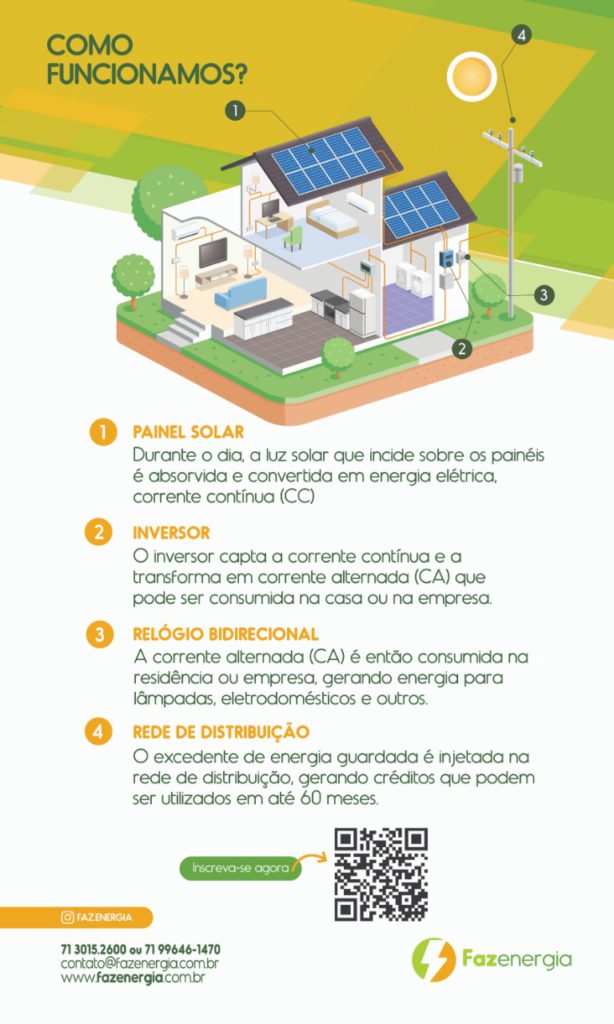 COMO
FUNCIONAMOS?
4
1
3
2
1 PAINEL SOLAR
Durante o dia, a luz solar que incide sobre os painéis
é absorvida e convertida em energia elétrica,
corrente contínua (CC)
2 INVERSOR
O inversor capta a corrente contínua e a
transforma em corrente alternada (CA) que
pode ser consumida na casa ou na empresa.
3 RELÓGIO BIDIRECIONAL
A corrente alternada (CA) é então consumida na
residência ou empresa, gerando energia para
lâmpadas, eletrodomésticos e outros.
4 REDE DE DISTRIBUIÇÃO
O excedente de energia guardada é injetada na
rede de distribuição, gerando créditos que podem
ser utilizados em até 60 meses.
Inscreva-se agora
FAZ.ENERGIA
71 3015.2600 ou 71 99646-1470
contato@fazenergia.com.br
www.fazenergia.com.br
Fazenergia